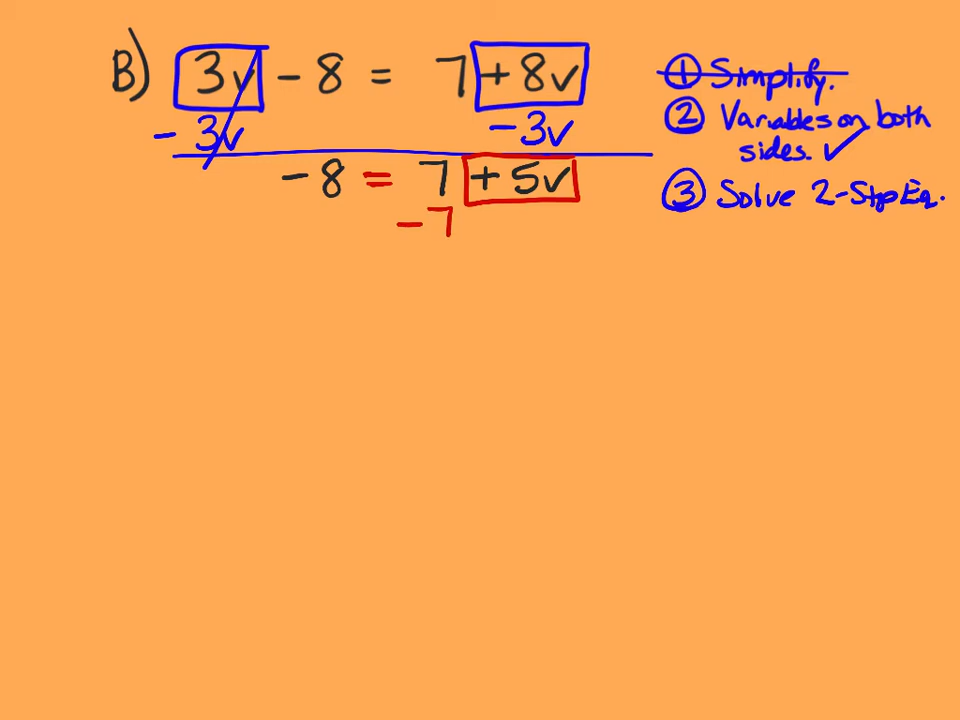 B) 3v - 8 = 7 + 8v
- 3v - 3v
- 8 = 7 + 5v
- 7
① Simplify.
② Variables on both
sides. ✓
③ Solve 2-Stp Eq.